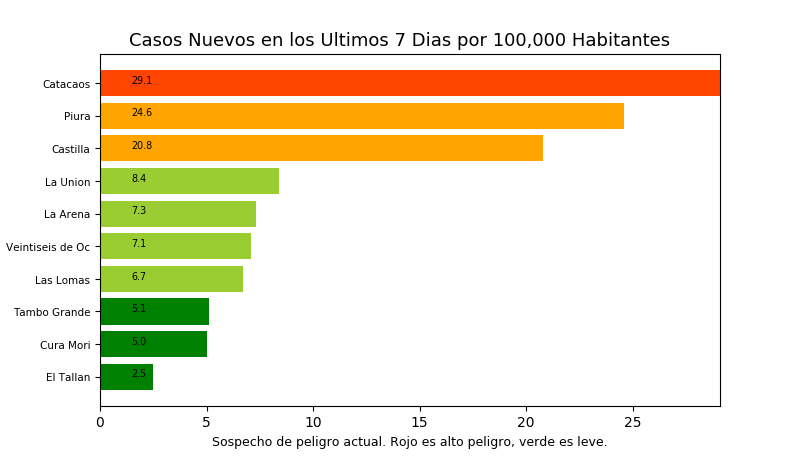 Casos Nuevos en los Ultimos 7 Dias por 100,000 Habitantes
Catacaos 29.1
Piura 24.6
Castilla 20.8
La Union 8.4
La Arena 7.3
Veintiseis de Oc 7.1
Las Lomas 6.7
Tambo Grande 5.1
Cura Mori 5.0
El Tallan 2.5
0 5 10 15 20 25
Sospecho de peligro actual. Rojo es alto peligro, verde es leve.